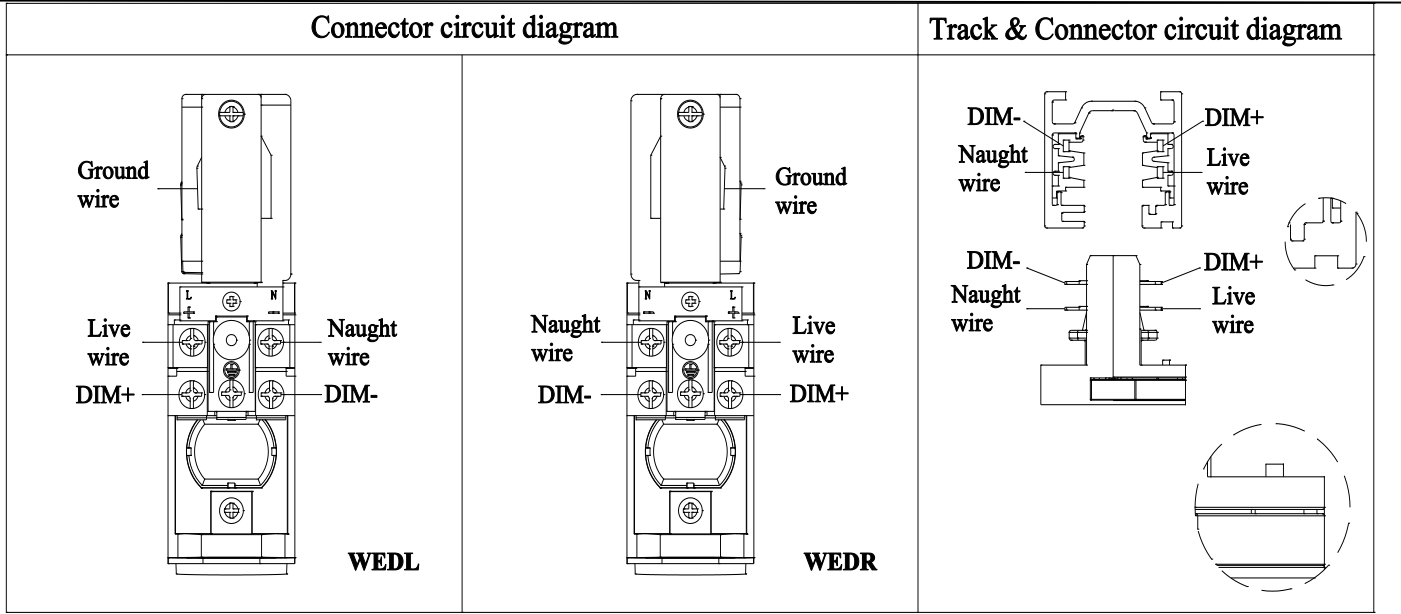 Connector circuit diagram
Track & Connector circuit diagram
Ground
wire
L
N
+
-
Live
wire
Naught
wire
DIM+
DIM-
WEDL
Ground
wire
N
L
-
+
Naught
wire
Live
wire
DIM-
DIM+
WEDR
DIM-
DIM+
Naught
wire
Live
wire
DIM-
DIM+
Naught
wire
Live
wire